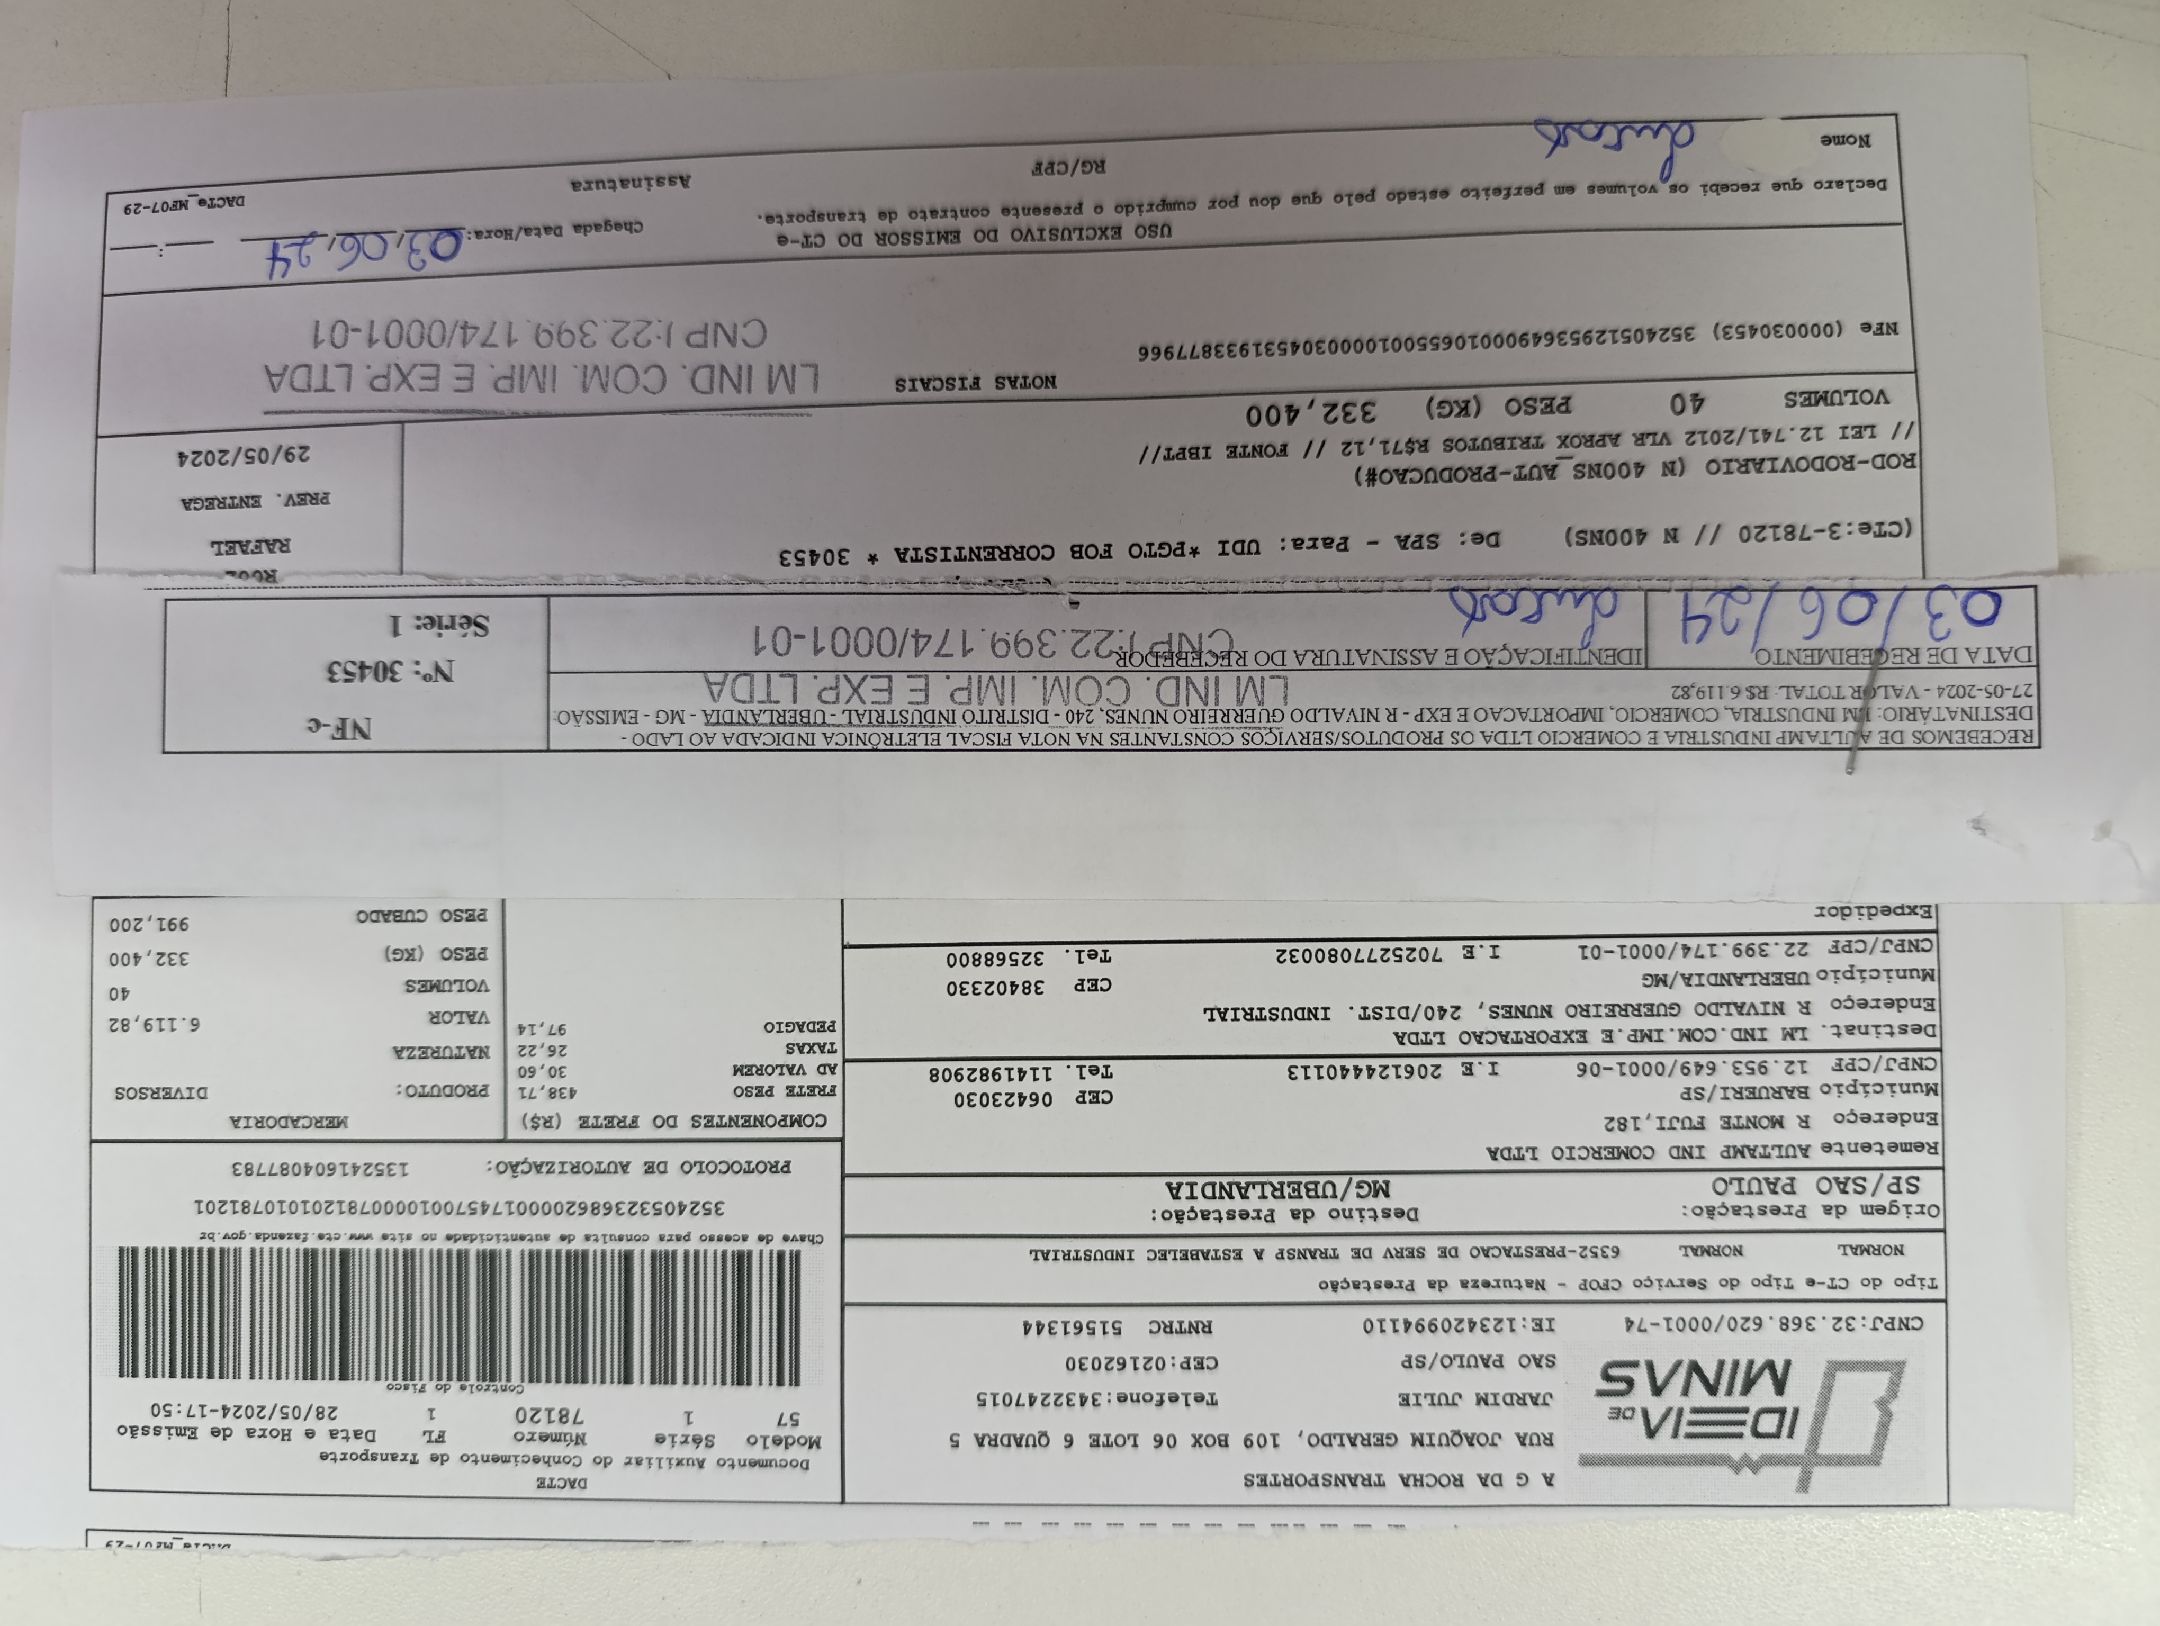 DACTe_MF07-29
A G DA ROCHA TRANSPORTES
IDEIA DE MINAS
RUA JOAQUIM GERALDO, 109 BOX 06 LOTE 6 QUADRA 5
JARDIM JULIE Telefone:3432247015
SAO PAULO/SP CEP:02162030
CNPJ:32.368.620/0001-74 IE:123420994110 RNTRC 51561344
DACTE
Documento Auxiliar do Conhecimento de Transporte
Modelo Série Número FL Data e Hora de Emissão
57 1 78120 1 28/05/2024-17:50
Controle do Fisco
Chave de acesso para consulta de autenticidade no site www.cte.fazenda.gov.br
35240532368620000174570010000781201010781201
PROTOCOLO DE AUTORIZAÇÃO: 135241604087783
Tipo do CT-e Tipo do Serviço CFOP - Natureza da Prestação
NORMAL NORMAL 6352-PRESTACAO DE SERV DE TRANSP A ESTABELEC INDUSTRIAL
Origem da Prestação: Destino da Prestação:
SP/SAO PAULO MG/UBERLANDIA
Remetente AULTAMP IND COMERCIO LTDA
Endereço R MONTE FUJI,182
Município BARUERI/SP CEP 06423030
CNPJ/CPF 12.953.649/0001-06 I.E 206124440113 Tel. 1141982908
Destinat. LM IND.COM.IMP.E EXPORTACAO LTDA
Endereço R NIVALDO GUERREIRO NUNES, 240/DIST. INDUSTRIAL
Município UBERLANDIA/MG CEP 38402330
CNPJ/CPF 22.399.174/0001-01 I.E 7025277080032 Tel. 32568800
Expedidor
COMPONENTES DO FRETE (R$)
FRETE PESO 438,71
AD VALOREM 30,60
TAXAS 26,22
PEDAGIO 97,14
MERCADORIA
PRODUTO: DIVERSOS
NATUREZA
VALOR 6.119,82
VOLUMES 40
PESO (KG) 332,400
PESO CUBADO 991,200
RECEBEMOS DE AULTAMP INDUSTRIA E COMERCIO LTDA OS PRODUTOS/SERVIÇOS CONSTANTES NA NOTA FISCAL ELETRÔNICA INDICADA AO LADO -
DESTINATÁRIO: LM INDUSTRIA, COMERCIO, IMPORTACAO E EXP - R NIVALDO GUERREIRO NUNES, 240 - DISTRITO INDUSTRIAL - UBERLANDIA - MG - EMISSÃO:
27-05-2024 - VALOR TOTAL: R$ 6.119,82
LM IND. COM. IMP. E EXP. LTDA
DATA DE RECEBIMENTO IDENTIFICAÇÃO E ASSINATURA DO RECEBEDOR
CNPJ:22.399.174/0001-01
03/06/24 Lucas
NF-e
Nº: 30453
Série: 1
(CTe:3-78120 // N 400NS) De: SPA - Para: UDI *PGTO FOB CORRENTISTA * 30453
RAFAEL
ROD-RODOVIARIO (N 400NS_AUT-PRODUCAO#)
PREV. ENTREGA
// LEI 12.741/2012 VLR APROX TRIBUTOS R$71,12 // FONTE IBPT//
29/05/2024
VOLUMES 40 PESO (KG) 332,400
NOTAS FISCAIS
LM IND. COM. IMP. E EXP. LTDA
CNPJ:22.399.174/0001-01
NFe (00030453) 35240512953649000106550010000304531933877966
USO EXCLUSIVO DO EMISSOR DO CT-e
Chegada Data/Hora: 03,06,24 __:__
Declaro que recebi os volumes em perfeito estado pelo que dou por cumprido o presente contrato de transporte.
Nome Lucas RG/CPF Assinatura
DACTe_MF07-29